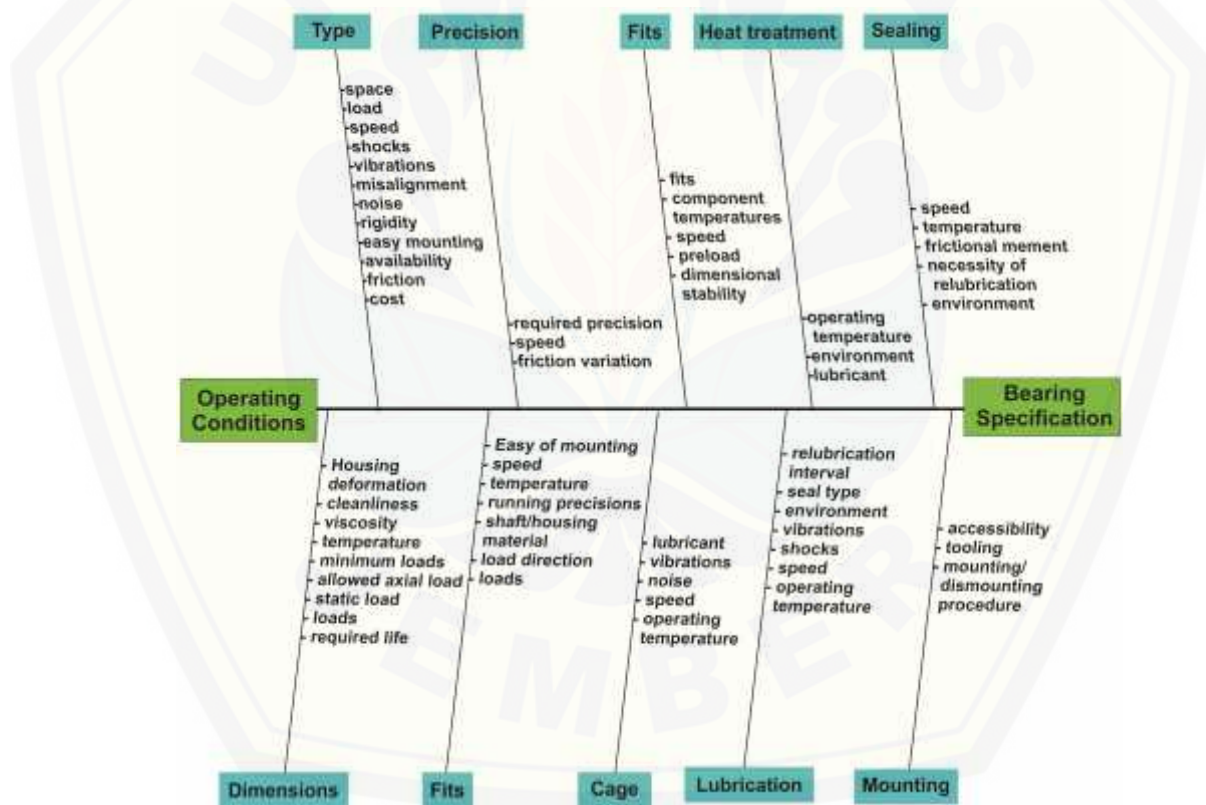 Type
Precision
Fits
Heat treatment
Sealing
space
load
speed
shocks
vibrations
misalignment
noise
rigidity
easy mounting
availability
friction
cost
required precision
speed
friction variation
fits
component
temperatures
speed
preload
dimensional
stability
operating
temperature
environment
lubricant
speed
temperature
frictional mement
necessity of
relubrication
environment
Operating
Conditions
Bearing
Specification
Housing
deformation
cleanliness
viscosity
temperature
minimum loads
allowed axial load
static load
loads
required life
Easy of mounting
speed
temperature
running precisions
shaft/housing
material
load direction
loads
lubricant
vibrations
noise
speed
operating
temperature
relubrication
interval
seal type
environment
vibrations
shocks
speed
operating
temperature
accessibility
tooling
mounting/
dismounting
procedure
Dimensions
Fits
Cage
Lubrication
Mounting